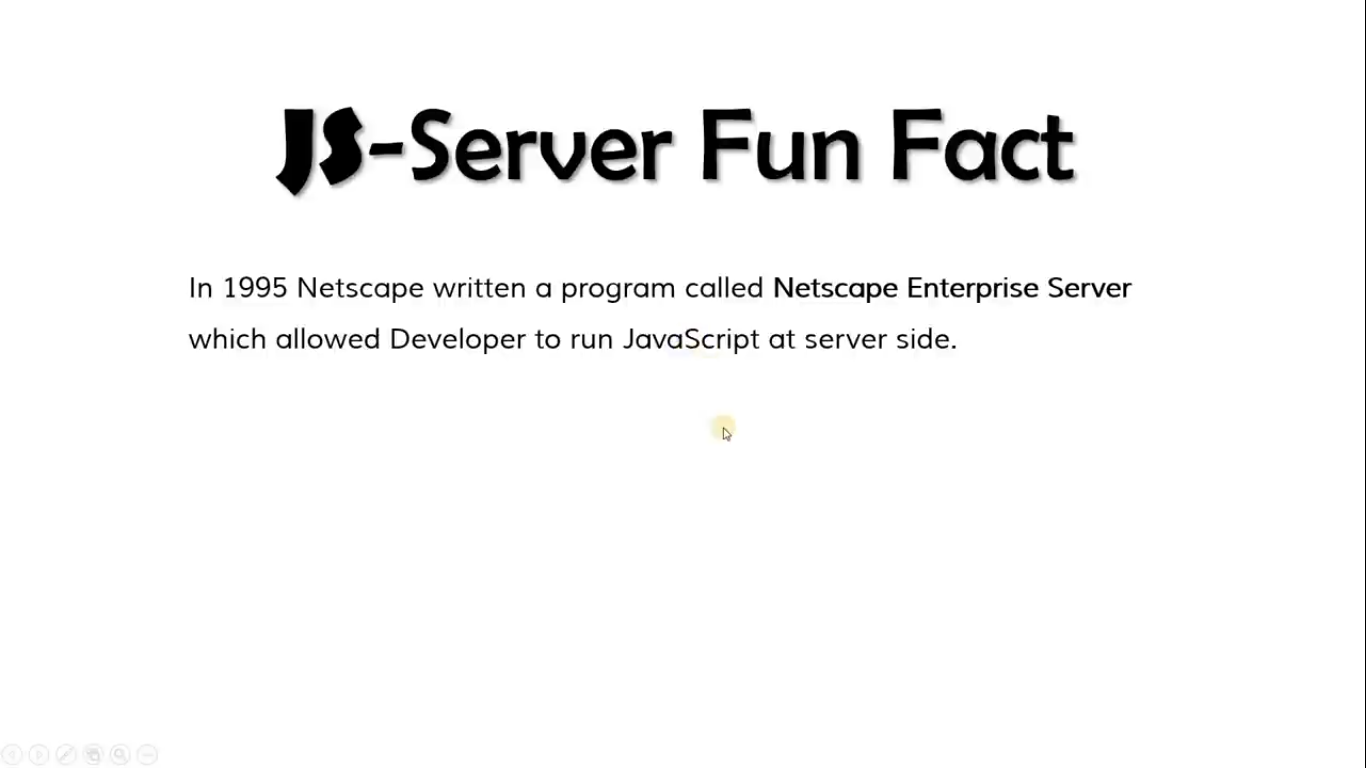 JS-Server Fun Fact
In 1995 Netscape written a program called Netscape Enterprise Server
which allowed Developer to run JavaScript at server side.